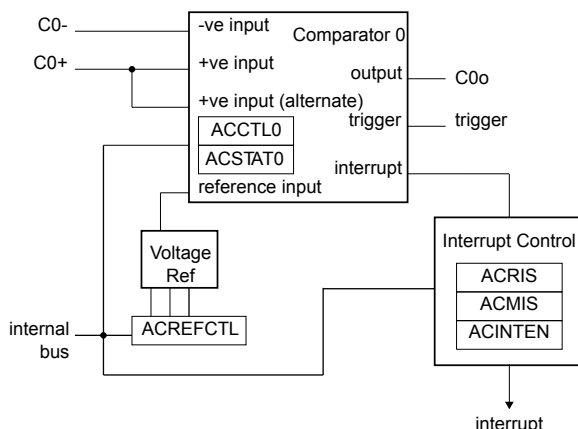 C0-
-ve input
Comparator 0
C0+
+ve input
output
C0o
+ve input (alternate)
ACCTL0
trigger
trigger
ACSTAT0
interrupt
reference input
Voltage
Ref
Interrupt Control
ACRIS
ACMIS
ACINTEN
internal
bus
ACREFCTL
interrupt